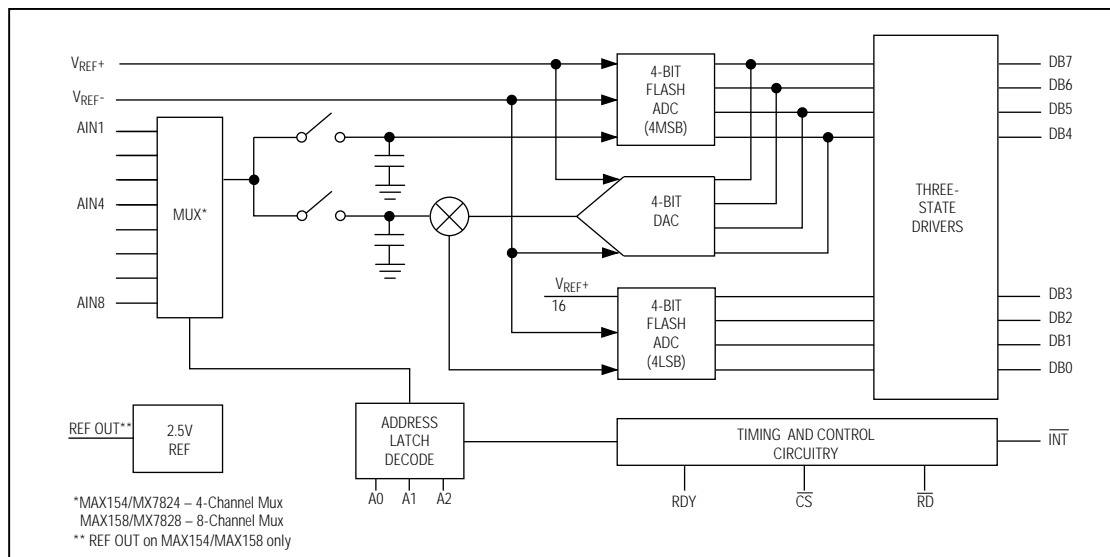 VREF+
VREF-
AIN1
AIN4
AIN8
MUX*
4-BIT
FLASH
ADC
(4MSB)
4-BIT
DAC
VREF+
16
4-BIT
FLASH
ADC
(4LSB)
THREE-
STATE
DRIVERS
DB7
DB6
DB5
DB4
DB3
DB2
DB1
DB0
REF OUT**
2.5V
REF
ADDRESS
LATCH
DECODE
A0 A1 A2
TIMING AND CONTROL
CIRCUITRY
INT
RDY CS RD
*MAX154/MX7824 – 4-Channel Mux
MAX158/MX7828 – 8-Channel Mux
** REF OUT on MAX154/MAX158 only